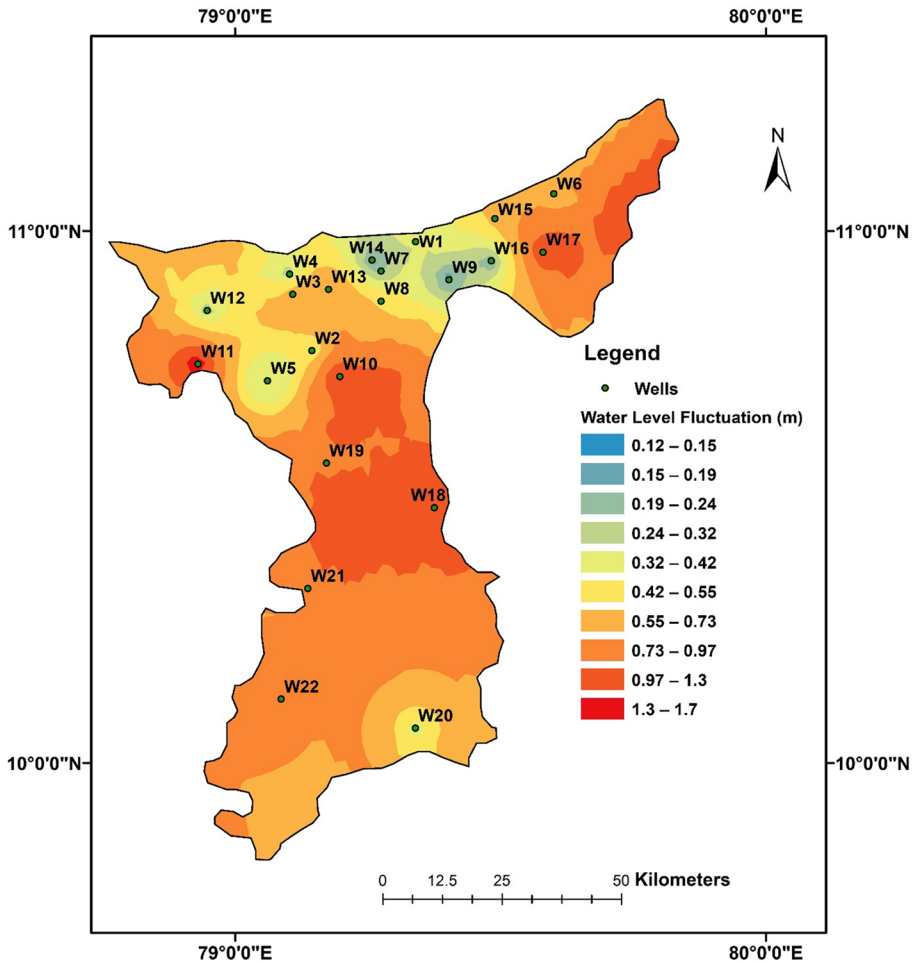 79°0'0"E 80°0'0"E
N
W6
W15
11°0'0"N 11°0'0"N
W1
W17
W14
W16
W7
W4
W9
W3
W13
W8
W12
W2
Legend
W11
W10
W5
Wells
Water Level Fluctuation (m)
0.12 – 0.15
W19
0.15 – 0.19
W18
0.19 – 0.24
0.24 – 0.32
0.32 – 0.42
W21
0.42 – 0.55
0.55 – 0.73
0.73 – 0.97
W22
0.97 – 1.3
W20
1.3 – 1.7
10°0'0"N 10°0'0"N
0 12.5 25 50 Kilometers
79°0'0"E 80°0'0"E